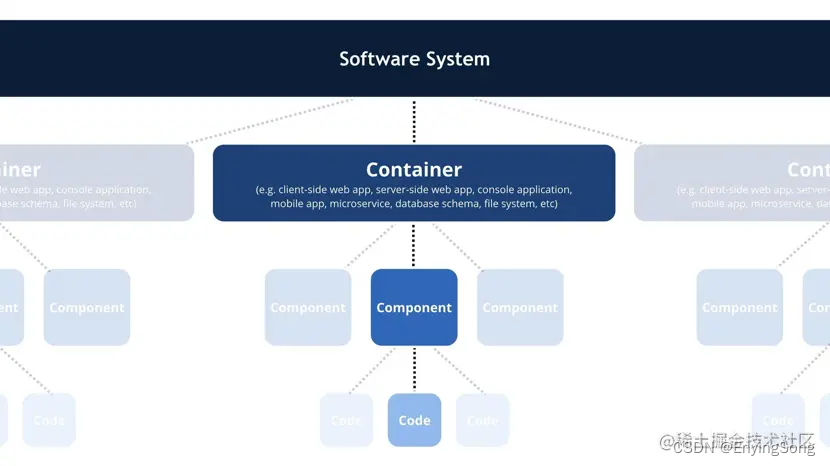 Software System
iner
Container
Cont
de web app, console application,
(e.g. client-side web app, server-side web app, console application,
(e.g. client-side web app, server-s
base schema, file system, etc)
mobile app, microservice, database schema, file system, etc)
mobile app, microservice, da
ent
Component
Component
Component
Component
Component
Com
Code
Code
Code
Code
Code
@稀土掘金技术社区
CSDN @EnyingSong